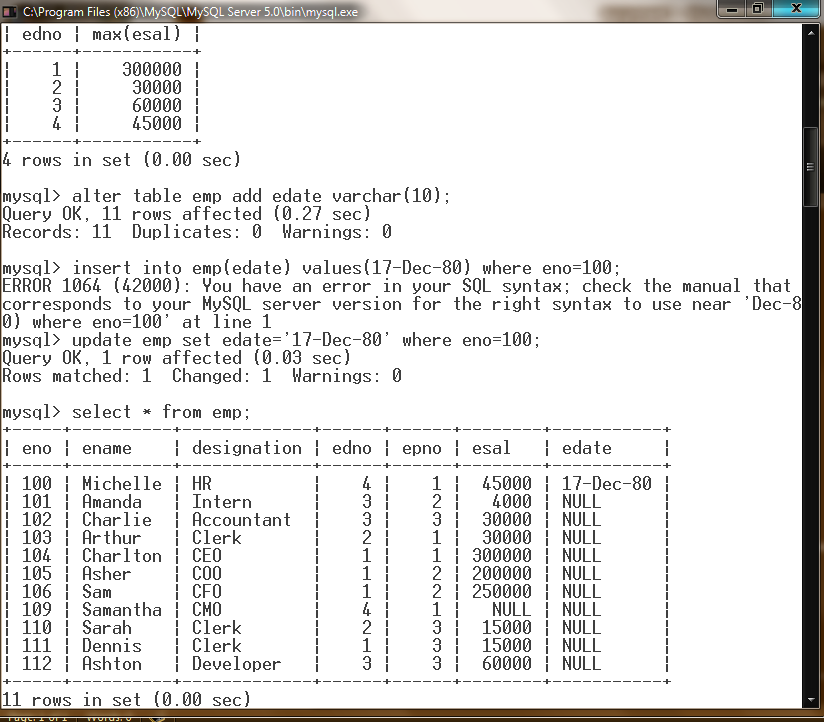 C:\Program Files (x86)\MySQL\MySQL Server 5.0\bin\mysql.exe
| edno | max(esal) |
+------+-----------+
|    1 |    300000 |
|    2 |     30000 |
|    3 |     60000 |
|    4 |     45000 |
+------+-----------+
4 rows in set (0.00 sec)
mysql> alter table emp add edate varchar(10);
Query OK, 11 rows affected (0.27 sec)
Records: 11  Duplicates: 0  Warnings: 0
mysql> insert into emp(edate) values(17-Dec-80) where eno=100;
ERROR 1064 (42000): You have an error in your SQL syntax; check the manual that
corresponds to your MySQL server version for the right syntax to use near 'Dec-8
0) where eno=100' at line 1
mysql> update emp set edate='17-Dec-80' where eno=100;
Query OK, 1 row affected (0.03 sec)
Rows matched: 1  Changed: 1  Warnings: 0
mysql> select * from emp;
+-----+----------+-------------+------+------+--------+-----------+
| eno | ename    | designation | edno | epno | esal   | edate     |
+-----+----------+-------------+------+------+--------+-----------+
| 100 | Michelle | HR          |    4 |    1 |  45000 | 17-Dec-80 |
| 101 | Amanda   | Intern      |    3 |    2 |   4000 | NULL      |
| 102 | Charlie  | Accountant  |    3 |    3 |  30000 | NULL      |
| 103 | Arthur   | Clerk       |    2 |    1 |  30000 | NULL      |
| 104 | Charlton | CEO         |    1 |    1 | 300000 | NULL      |
| 105 | Asher    | COO         |    1 |    2 | 200000 | NULL      |
| 106 | Sam      | CFO         |    1 |    2 | 250000 | NULL      |
| 109 | Samantha | CMO         |    4 |    1 |   NULL | NULL      |
| 110 | Sarah    | Clerk       |    2 |    3 |  15000 | NULL      |
| 111 | Dennis   | Clerk       |    1 |    3 |  15000 | NULL      |
| 112 | Ashton   | Developer   |    3 |    3 |  60000 | NULL      |
+-----+----------+-------------+------+------+--------+-----------+
11 rows in set (0.00 sec)
Page: 1 of 1 Words: 0